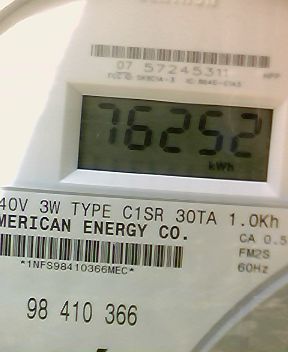 07 57245311
76252
kWh
40V 3W TYPE C1SR 30TA 1.0Kh
MERICAN ENERGY CO.
CA 0.5
FM2S
60Hz
*1NFS98410366MEC*
98 410 366